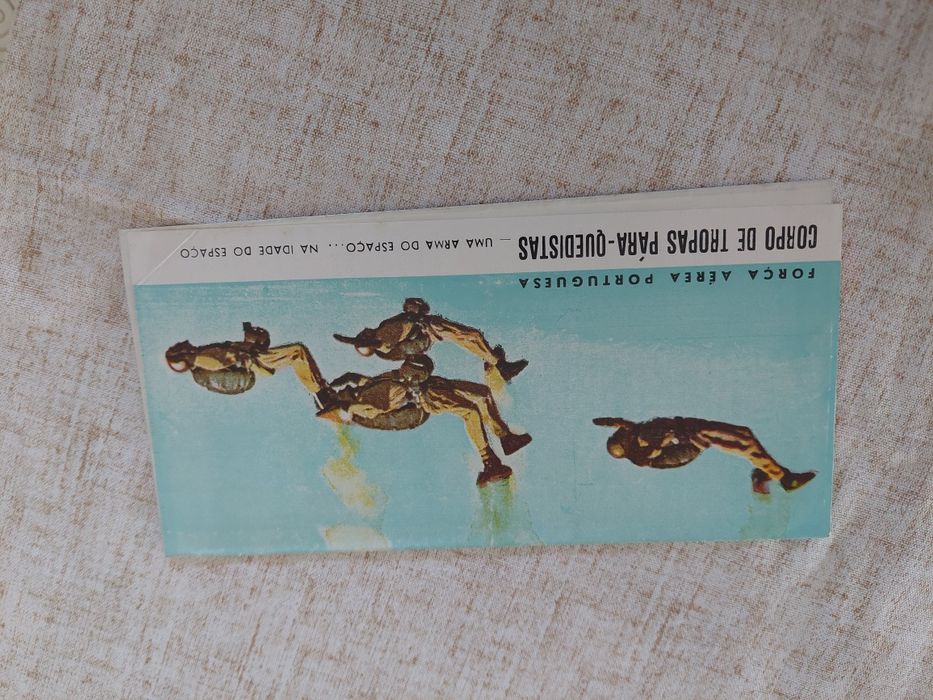 FORÇA AÉREA PORTUGUESA
CORPO DE TROPAS PÁRA-QUEDISTAS — UMA ARMA DO ESPAÇO... NA IDADE DO ESPAÇO